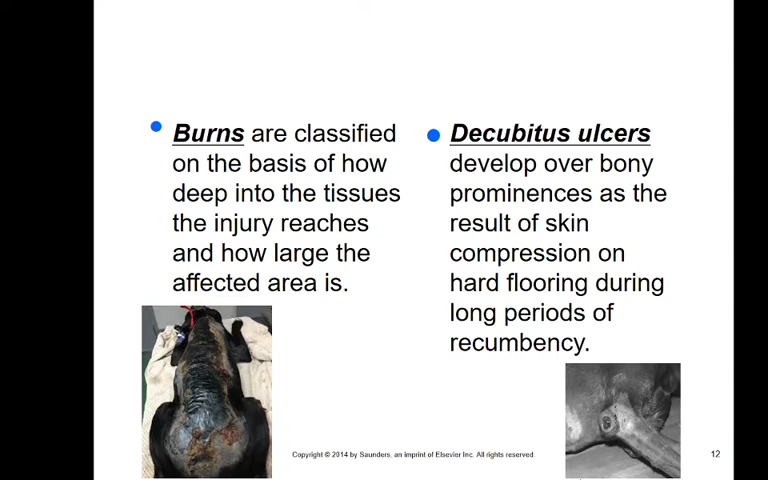 Burns are classified
on the basis of how
deep into the tissues
the injury reaches
and how large the
affected area is.
Decubitus ulcers
develop over bony
prominences as the
result of skin
compression on
hard flooring during
long periods of
recumbency.
Copyright © 2014 by Saunders, an imprint of Elsevier Inc. All rights reserved.
12